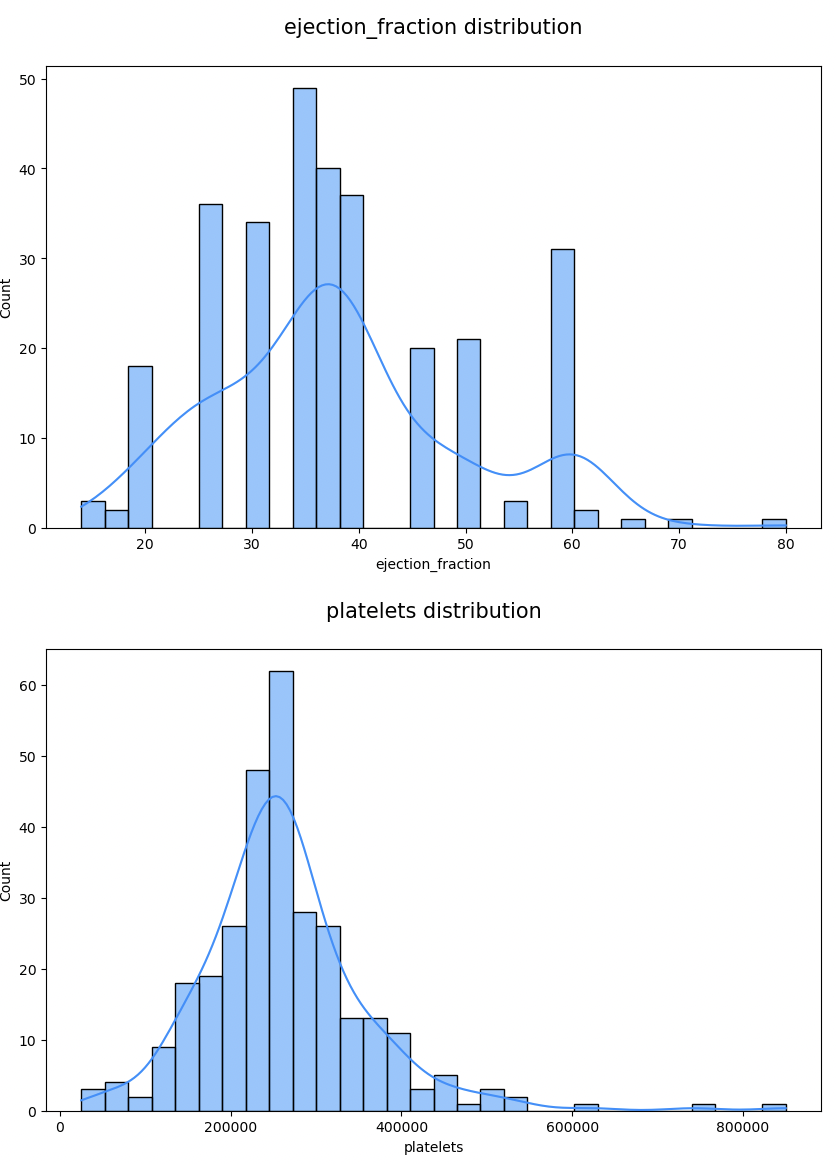 ejection_fraction distribution
50
40
30
20
10
0
Count
20 30 40 50 60 70 80
ejection_fraction
platelets distribution
60
50
40
30
20
10
0
Count
0 200000 400000 600000 800000
platelets